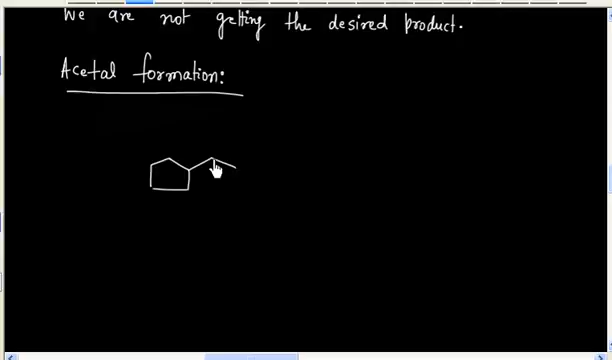 We are not getting the desired product.
Acetal formation: